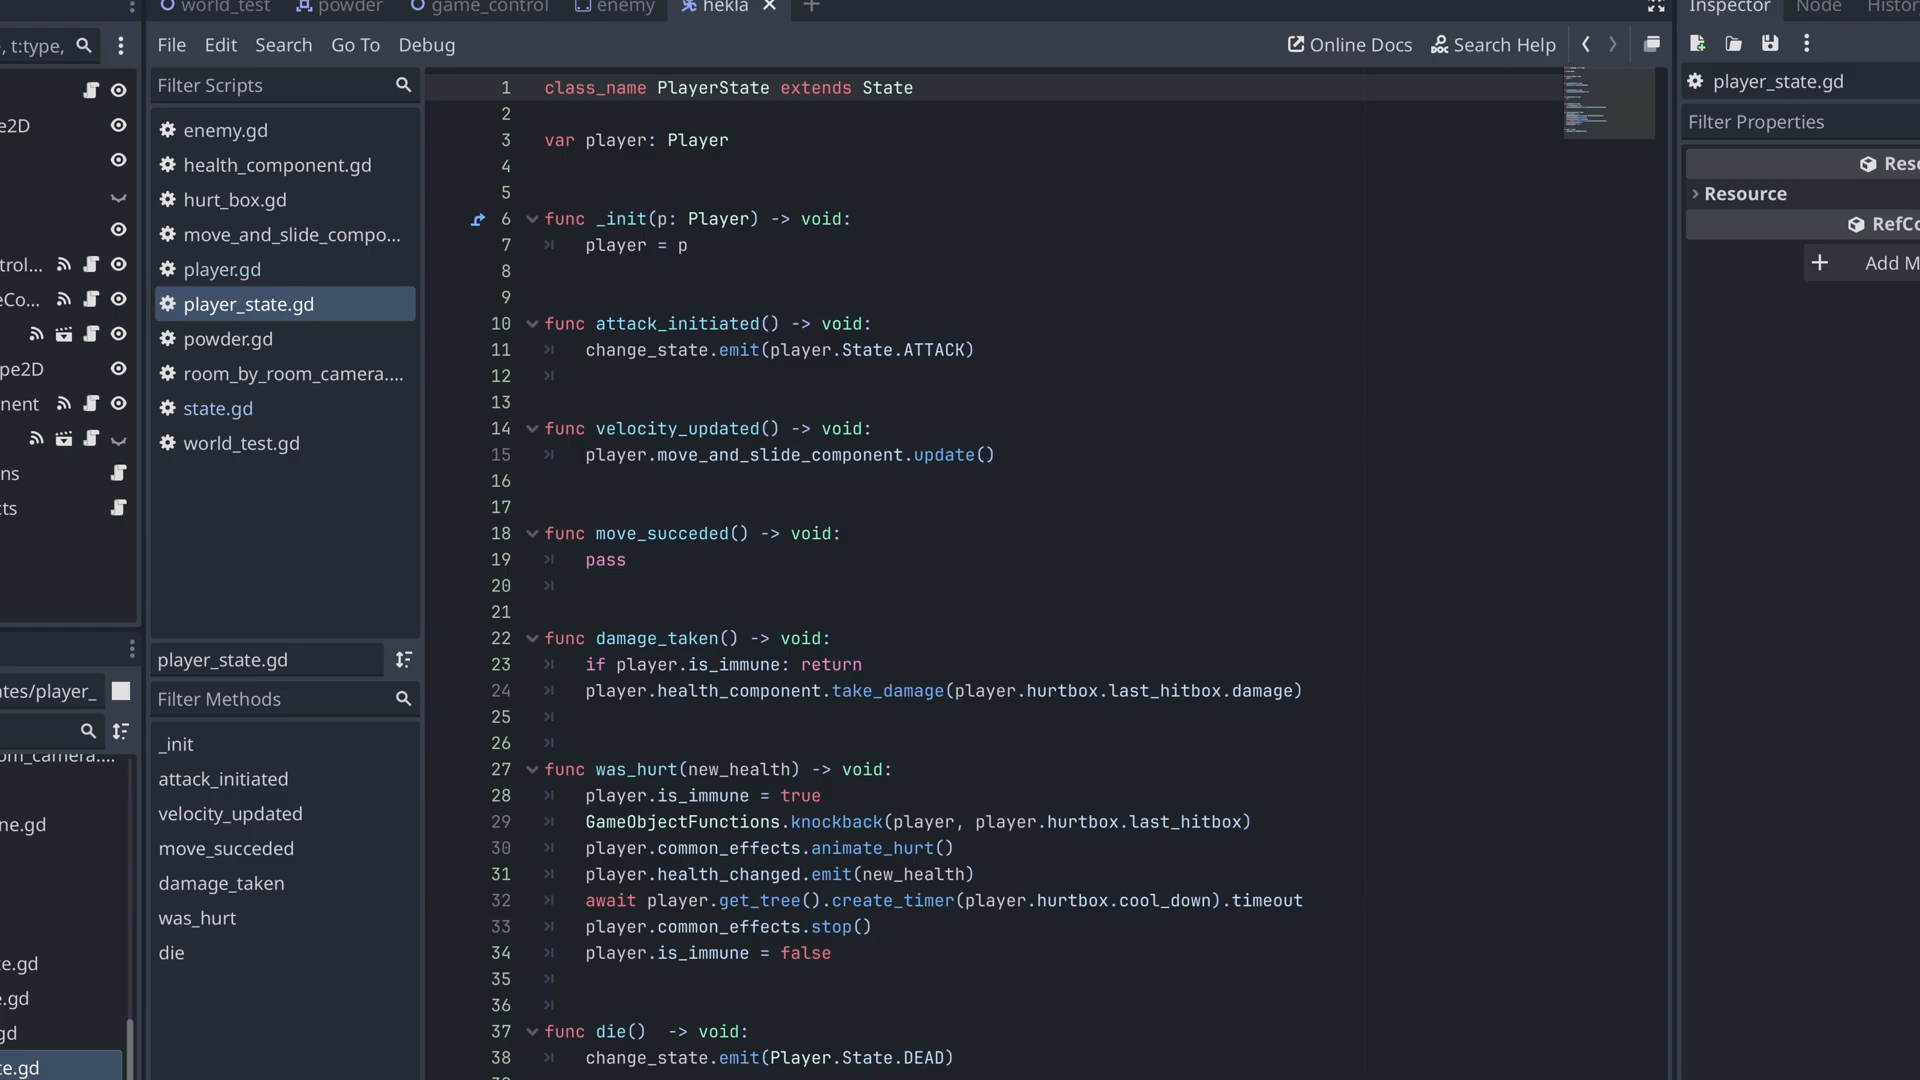 world_test powder game_control enemy hekla
Inspector Node Histor
, t:type,
File Edit Search Go To Debug
Online Docs Search Help
Filter Scripts
e2D
enemy.gd
health_component.gd
hurt_box.gd
move_and_slide_compo...
trol...
player.gd
eCo...
player_state.gd
powder.gd
pe2D
room_by_room_camera....
nent
state.gd
world_test.gd
ns
cts
player_state.gd
ates/player_
Filter Methods
_init
om_camera....
attack_initiated
velocity_updated
ne.gd
move_succeded
damage_taken
was_hurt
die
te.gd
e.gd
gd
te.gd
1 class_name PlayerState extends State
2
3 var player: Player
4
5
6 func _init(p: Player) -> void:
7 player = p
8
9
10 func attack_initiated() -> void:
11 change_state.emit(player.State.ATTACK)
12
13
14 func velocity_updated() -> void:
15 player.move_and_slide_component.update()
16
17
18 func move_succeded() -> void:
19 pass
20
21
22 func damage_taken() -> void:
23 if player.is_immune: return
24 player.health_component.take_damage(player.hurtbox.last_hitbox.damage)
25
26
27 func was_hurt(new_health) -> void:
28 player.is_immune = true
29 GameObjectFunctions.knockback(player, player.hurtbox.last_hitbox)
30 player.common_effects.animate_hurt()
31 player.health_changed.emit(new_health)
32 await player.get_tree().create_timer(player.hurtbox.cool_down).timeout
33 player.common_effects.stop()
34 player.is_immune = false
35
36
37 func die()  -> void:
38 change_state.emit(Player.State.DEAD)
player_state.gd
Filter Properties
Reso
Resource
RefCo
Add M